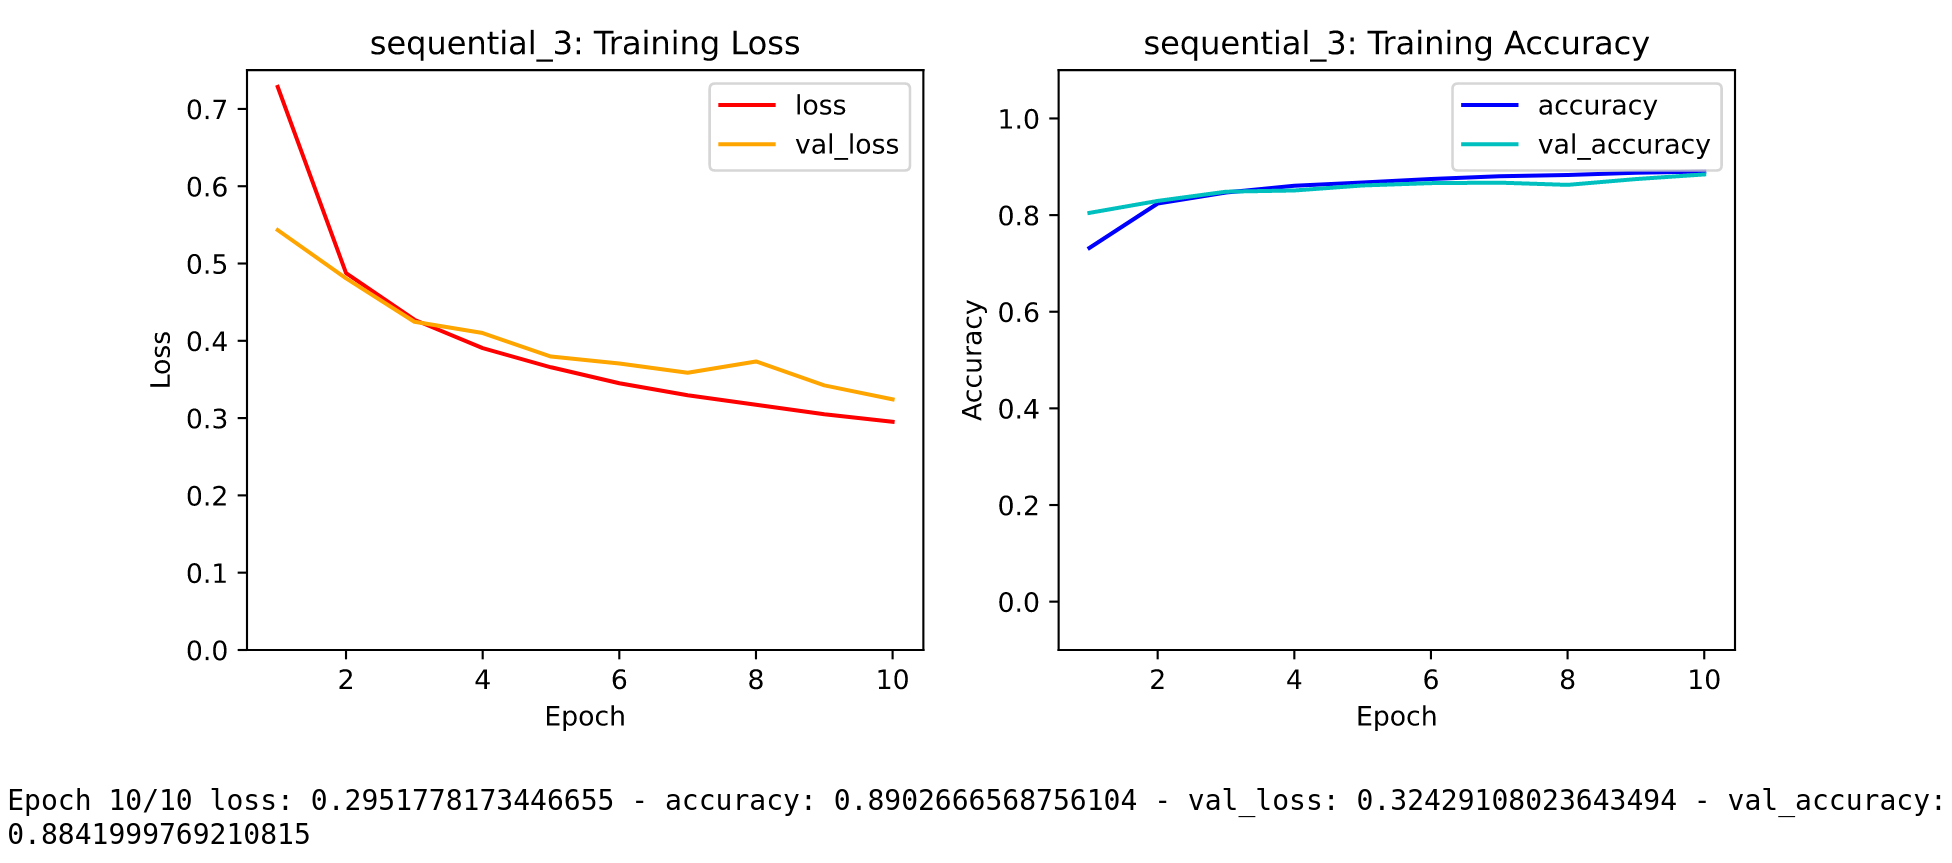 sequential_3: Training Loss
loss
val_loss
0.7
0.6
0.5
0.4
0.3
0.2
0.1
0.0
Loss
2 4 6 8 10
Epoch
sequential_3: Training Accuracy
accuracy
val_accuracy
1.0
0.8
0.6
0.4
0.2
0.0
Accuracy
2 4 6 8 10
Epoch
Epoch 10/10 loss: 0.2951778173446655 - accuracy: 0.8902666568756104 - val_loss: 0.32429108023643494 - val_accuracy:
0.8841999769210815